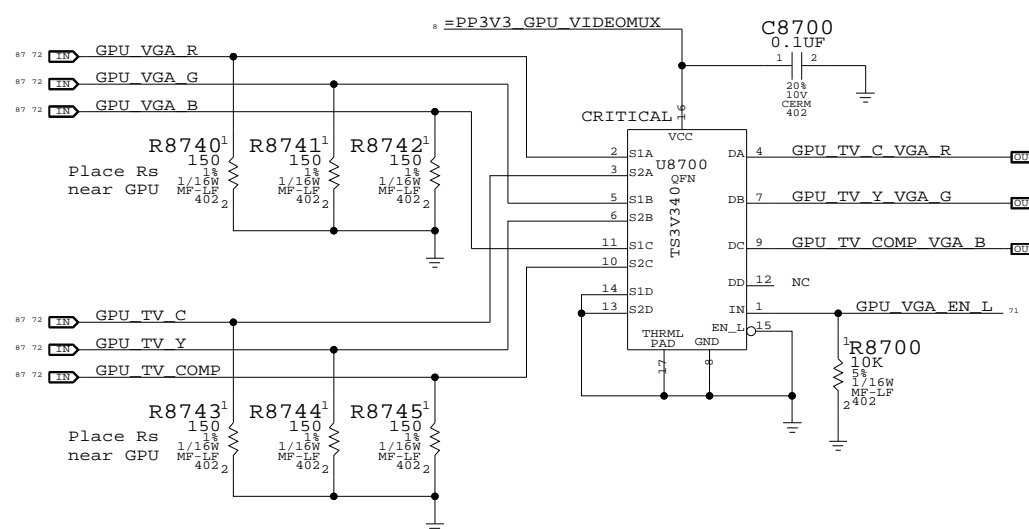 8 =PP3V3_GPU_VIDEOMUX
C8700
0.1UF
1 2
20%
10V
CERM
402
87 72 IN GPU_VGA_R
87 72 IN GPU_VGA_G
87 72 IN GPU_VGA_B
CRITICAL
16
VCC
R8740 1
150
1%
1/16W
MF-LF
402 2
R8741 1
150
1%
1/16W
MF-LF
402 2
R8742 1
150
1%
1/16W
MF-LF
402 2
Place Rs
near GPU
U8700
QFN
TS3V340
2 S1A
3 S2A
5 S1B
6 S2B
11 S1C
10 S2C
14 S1D
13 S2D
DA 4 GPU_TV_C_VGA_R OU
DB 7 GPU_TV_Y_VGA_G OU
DC 9 GPU_TV_COMP_VGA_B OU
DD 12 NC
IN 1 GPU_VGA_EN_L 71
EN_L 15
THRML
PAD
GND
17
8
R8700
1
10K
5%
1/16W
MF-LF
2 402
87 72 IN GPU_TV_C
87 72 IN GPU_TV_Y
87 72 IN GPU_TV_COMP
R8743 1
150
1%
1/16W
MF-LF
402 2
R8744 1
150
1%
1/16W
MF-LF
402 2
R8745 1
150
1%
1/16W
MF-LF
402 2
Place Rs
near GPU